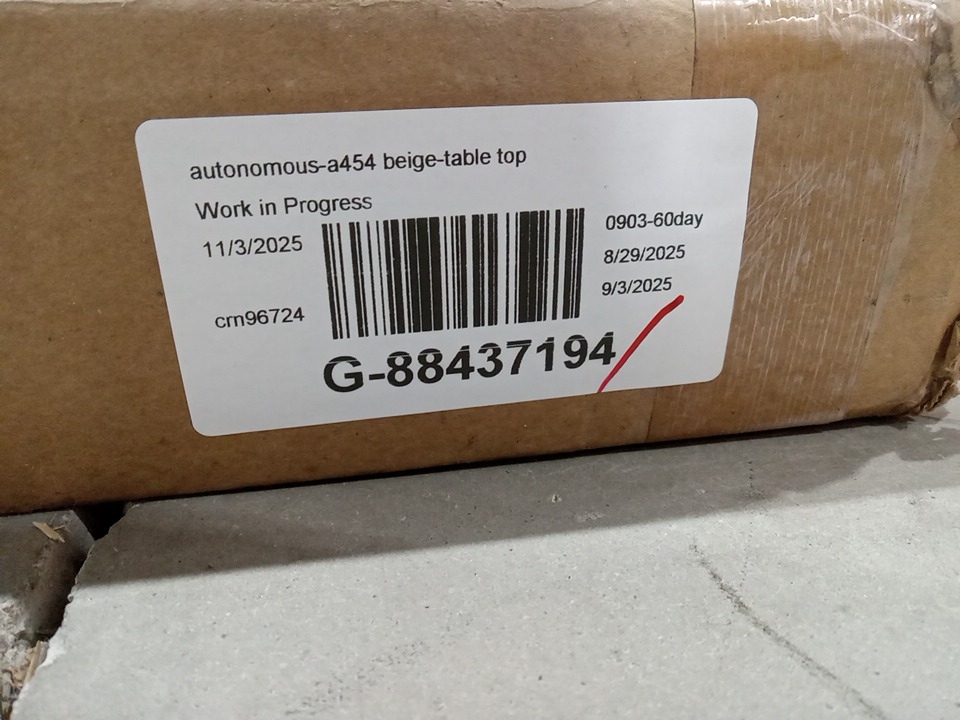 autonomous-a454 beige-table top
Work in Progress
11/3/2025
0903-60day
8/29/2025
9/3/2025
crn96724
G-88437194